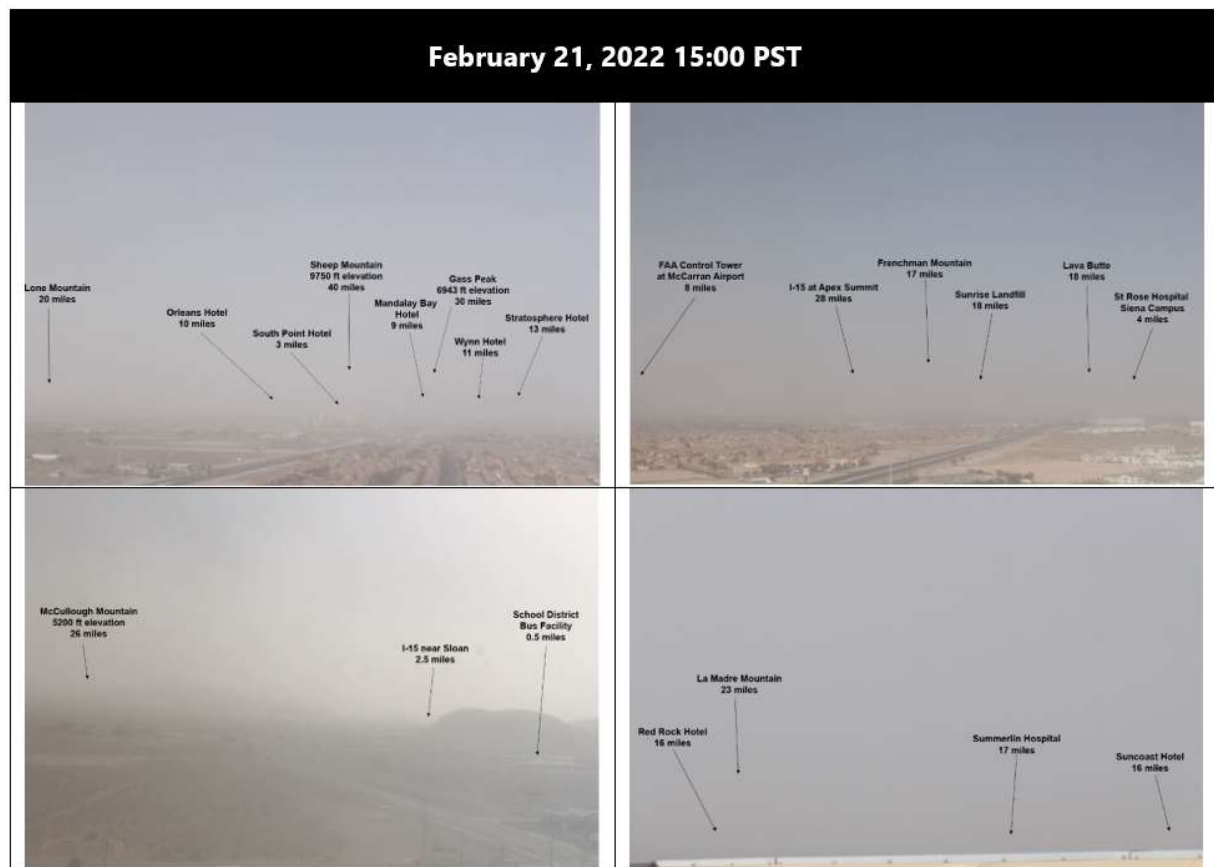 February 21, 2022 15:00 PST
Lone Mountain
20 miles
Orleans Hotel
10 miles
South Point Hotel
3 miles
Sheep Mountain
9750 ft elevation
40 miles
Mandalay Bay
Hotel
9 miles
Gass Peak
6943 ft elevation
30 miles
Wynn Hotel
11 miles
Stratosphere Hotel
13 miles
FAA Control Tower
at McCarran Airport
8 miles
I-15 at Apex Summit
28 miles
Frenchman Mountain
17 miles
Sunrise Landfill
18 miles
Lava Butte
18 miles
St Rose Hospital
Siena Campus
4 miles
McCullough Mountain
5200 ft elevation
26 miles
I-15 near Sloan
2.5 miles
School District
Bus Facility
0.5 miles
Red Rock Hotel
16 miles
La Madre Mountain
23 miles
Summerlin Hospital
17 miles
Suncoast Hotel
16 miles